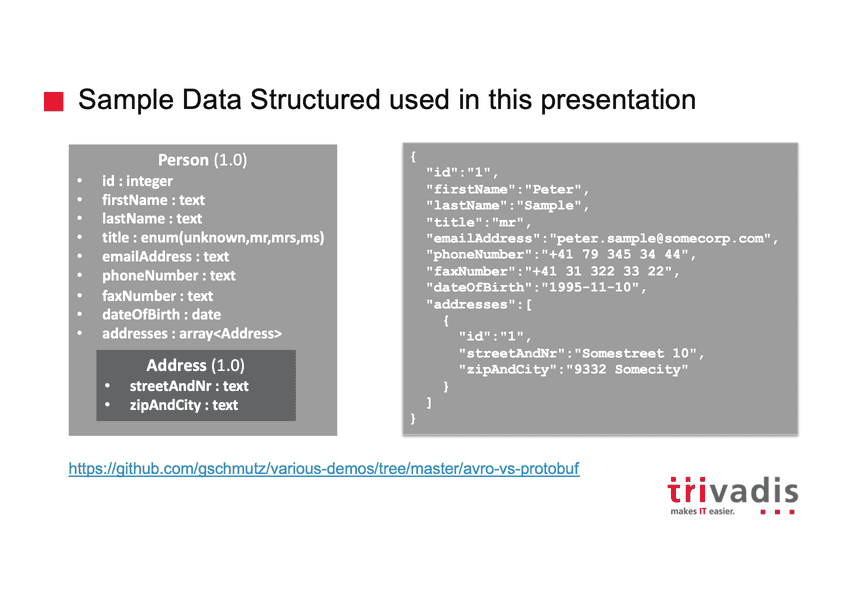 Sample Data Structured used in this presentation
Person (1.0)
• id : integer
• firstName : text
• lastName : text
• title : enum(unknown,mr,mrs,ms)
• emailAddress : text
• phoneNumber : text
• faxNumber : text
• dateOfBirth : date
• addresses : array<Address>
Address (1.0)
• streetAndNr : text
• zipAndCity : text
{
"id":"1",
"firstName":"Peter",
"lastName":"Sample",
"title":"mr",
"emailAddress":"peter.sample@somecorp.com",
"phoneNumber":"+41 79 345 34 44",
"faxNumber":"+41 31 322 33 22",
"dateOfBirth":"1995-11-10",
"addresses":[
{
"id":"1",
"streetAndNr":"Somestreet 10",
"zipAndCity":"9332 Somecity"
}
]
}
https://github.com/gschmutz/various-demos/tree/master/avro-vs-protobuf
trivadis
makes IT easier.